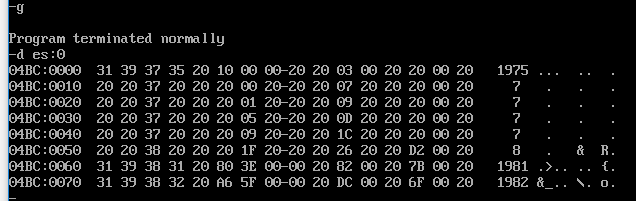 -g
Program terminated normally
-d es:0
04BC:0000  31 39 37 35 20 10 00 00-20 20 03 00 20 20 00 20   1975 ...  ..  .
04BC:0010  20 20 37 20 20 20 00 20-20 20 07 20 20 20 00 20     7   .   .   .
04BC:0020  20 20 37 20 20 20 01 20-20 20 09 20 20 20 00 20     7   .   .   .
04BC:0030  20 20 37 20 20 20 05 20-20 20 0D 20 20 20 00 20     7   .   .   .
04BC:0040  20 20 37 20 20 20 09 20-20 20 1C 20 20 20 00 20     7   .   .   .
04BC:0050  20 20 38 20 20 20 1F 20-20 20 26 20 20 D2 00 20     8   .   &  R.
04BC:0060  31 39 38 31 20 80 3E 00-00 20 82 00 20 7B 00 20   1981 .>.. .. {.
04BC:0070  31 39 38 32 20 A6 5F 00-00 20 DC 00 20 6F 00 20   1982 &_.. \. o.
-